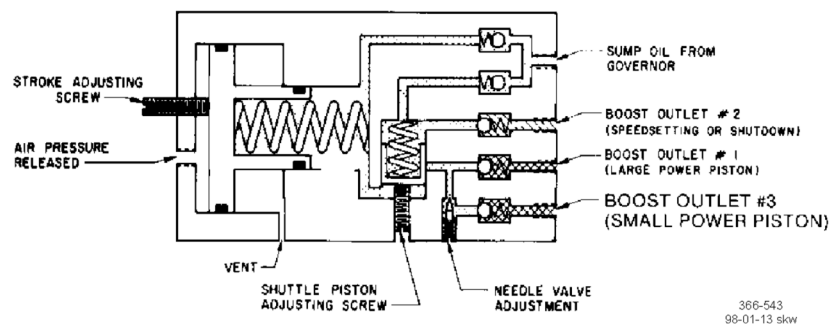 STROKE ADJUSTING
SCREW
AIR PRESSURE
RELEASED
VENT
SHUTTLE PISTON
ADJUSTING SCREW
NEEDLE VALVE
ADJUSTMENT
SUMP OIL FROM
GOVERNOR
BOOST OUTLET # 2
(SPEEDSETTING OR SHUTDOWN)
BOOST OUTLET # 1
(LARGE POWER PISTON)
BOOST OUTLET #3
(SMALL POWER PISTON)
366-543
98-01-13 skw